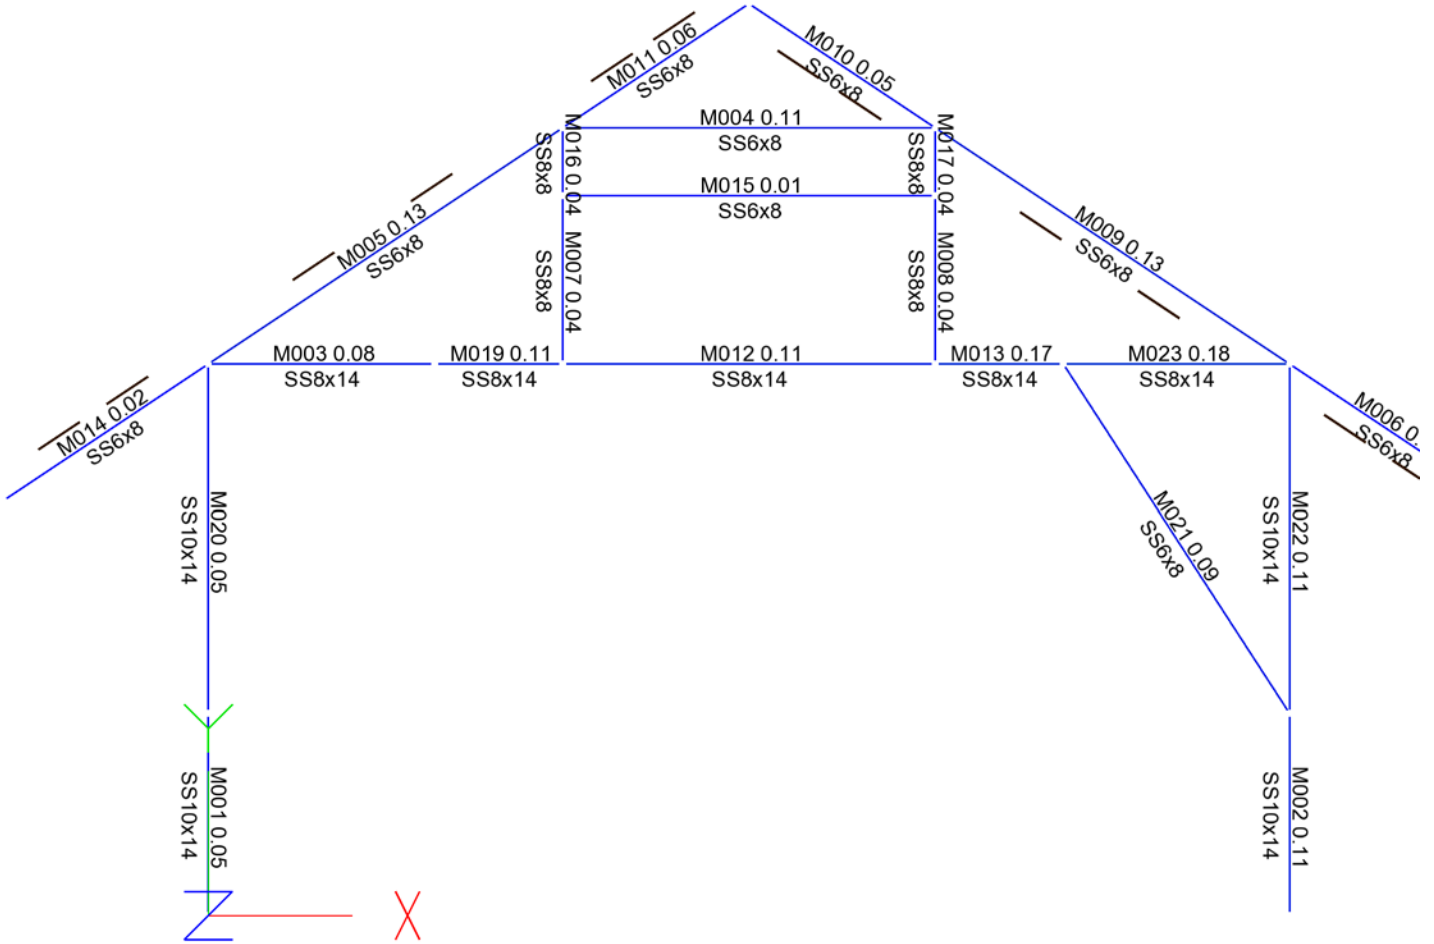 M011 0.06
SS6x8
M010 0.05
SS6x8
M004 0.11
SS6x8
M016 0.04
SS8x8
M017 0.04
SS8x8
M015 0.01
SS6x8
M005 0.13
SS6x8
M009 0.13
SS6x8
M007 0.04
SS8x8
M008 0.04
SS8x8
M003 0.08
SS8x14
M019 0.11
SS8x14
M012 0.11
SS8x14
M013 0.17
SS8x14
M023 0.18
SS8x14
M014 0.02
SS6x8
M006 0.
SS6x8
M020 0.05
SS10x14
M021 0.09
SS6x8
M022 0.11
SS10x14
M001 0.05
SS10x14
M002 0.11
SS10x14
Y
Z
X